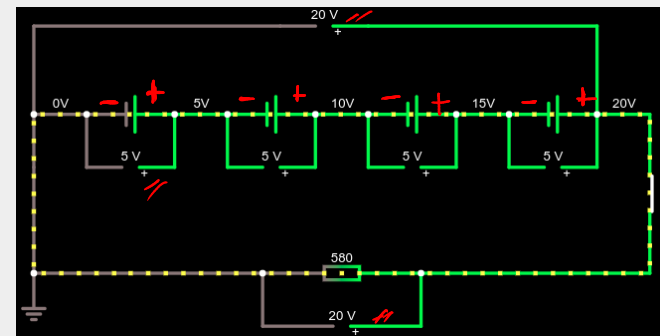 20 V
+
- + - + - + - +
0V 5V 10V 15V 20V
5 V 5 V 5 V 5 V
+ + + +
580
20 V
+